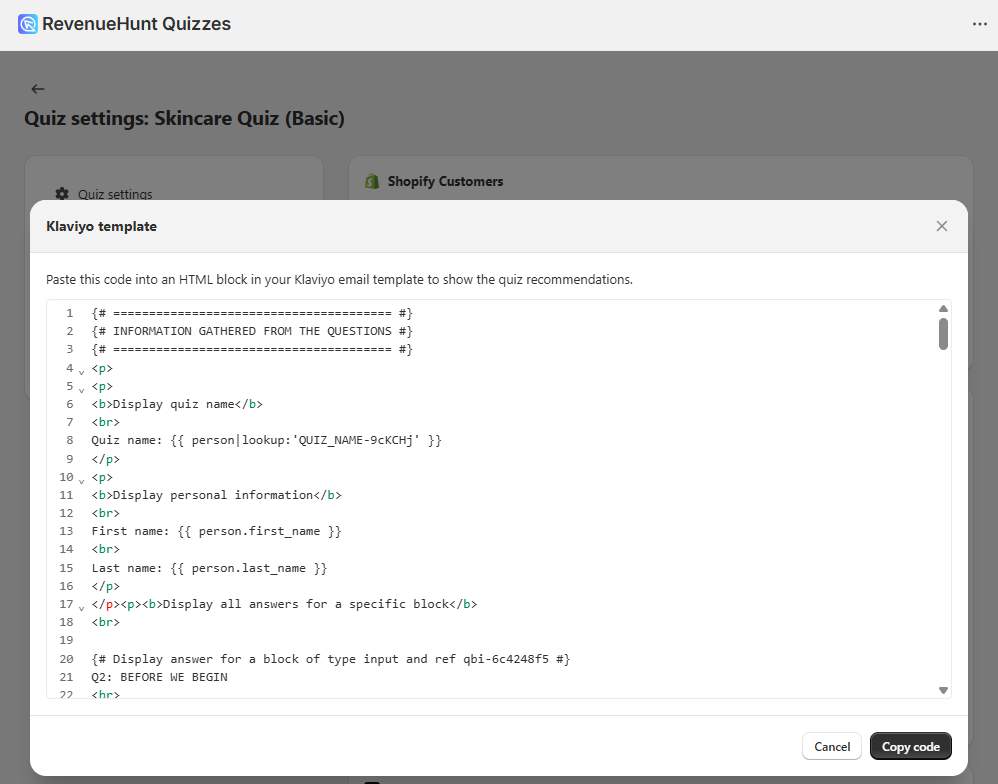 RevenueHunt Quizzes
Quiz settings: Skincare Quiz (Basic)
Quiz settings
Shopify Customers
Klaviyo template
Paste this code into an HTML block in your Klaviyo email template to show the quiz recommendations.
1 {# ======================================= #}
2 {# INFORMATION GATHERED FROM THE QUESTIONS #}
3 {# ======================================= #}
4 <p>
5 <p>
6 <b>Display quiz name</b>
7 <br>
8 Quiz name: {{ person|lookup:'QUIZ_NAME-9cKCHj' }}
9 </p>
10 <p>
11 <b>Display personal information</b>
12 <br>
13 First name: {{ person.first_name }}
14 <br>
15 Last name: {{ person.last_name }}
16 </p>
17 </p><p><b>Display all answers for a specific block</b>
18 <br>
19
20 {# Display answer for a block of type input and ref qbi-6c4248f5 #}
21 Q2: BEFORE WE BEGIN
22 <br>
Cancel
Copy code